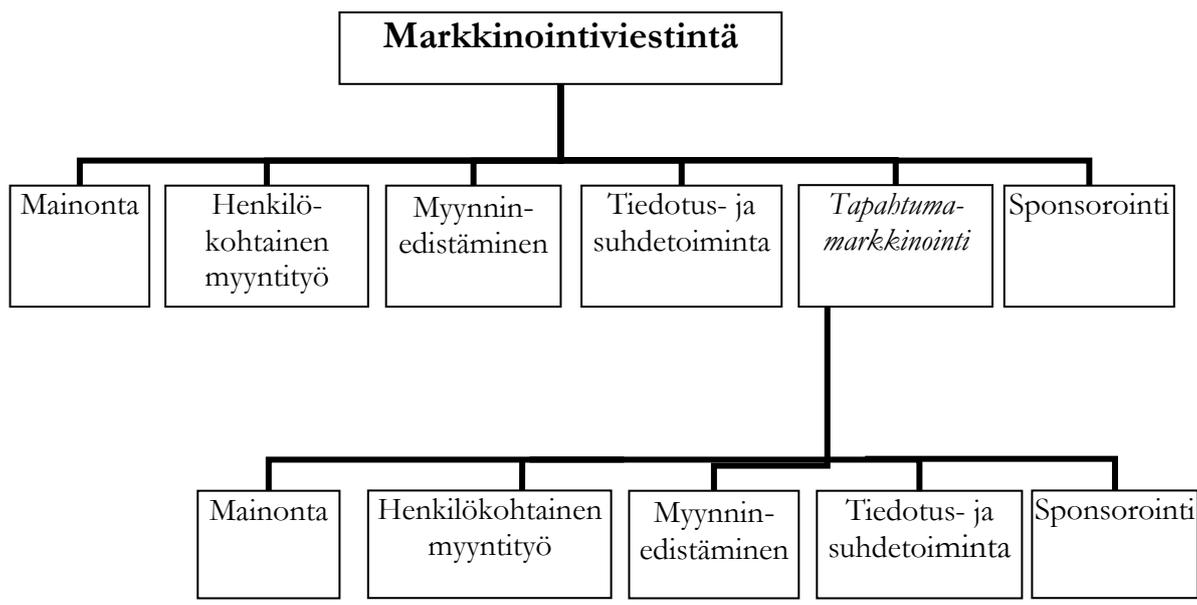 Markkinointiviestintä
Mainonta
Henkilö-
kohtainen
myyntityö
Myynnin-
edistäminen
Tiedotus- ja
suhdetoiminta
Tapahtuma-
markkinointi
Sponsorointi
Mainonta
Henkilökohtainen
myyntityö
Myynnin-
edistäminen
Tiedotus- ja
suhdetoiminta
Sponsorointi